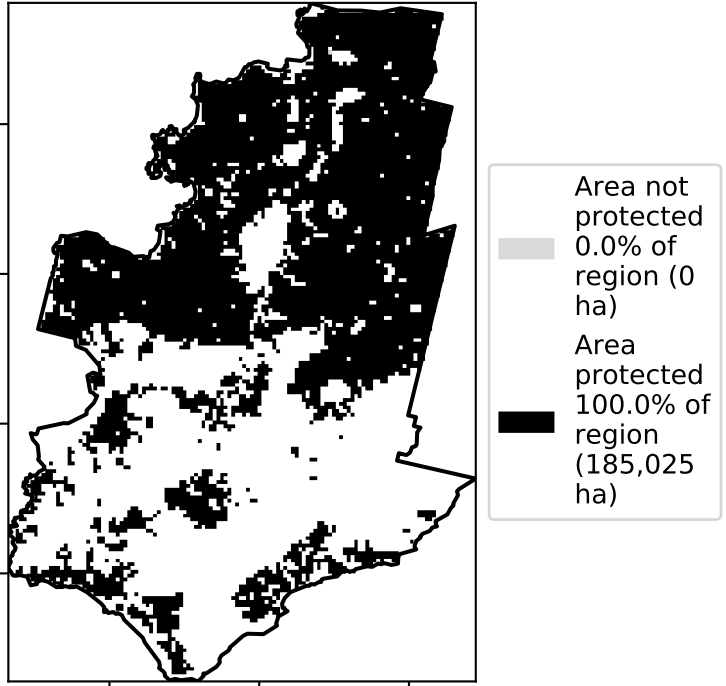 Area not
protected
0.0% of
region (0
ha)
Area
protected
100.0% of
region
(185,025
ha)